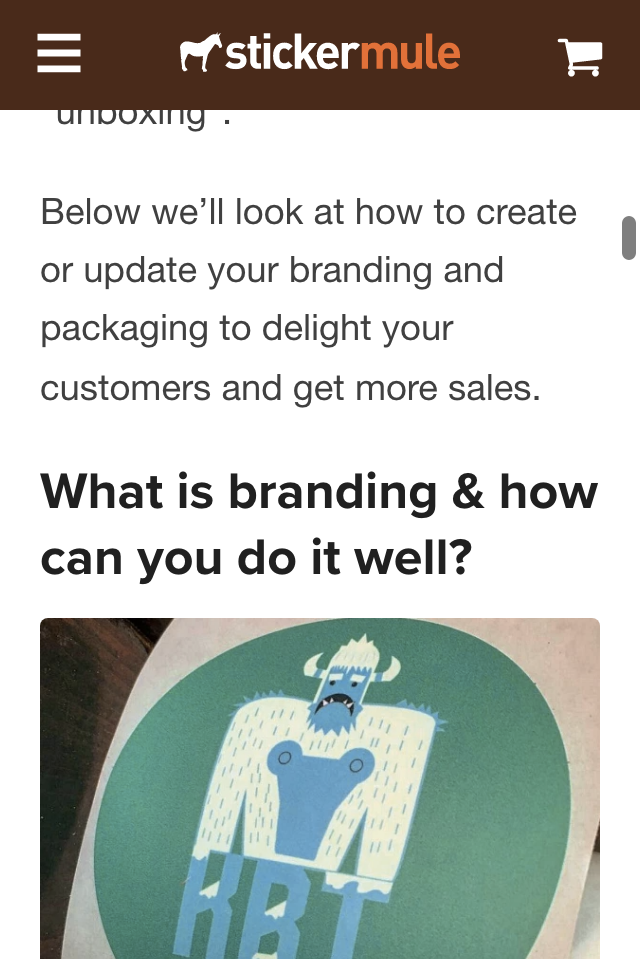 stickermule
"unboxing".
Below we’ll look at how to create
or update your branding and
packaging to delight your
customers and get more sales.
What is branding & how
can you do it well?
KBT